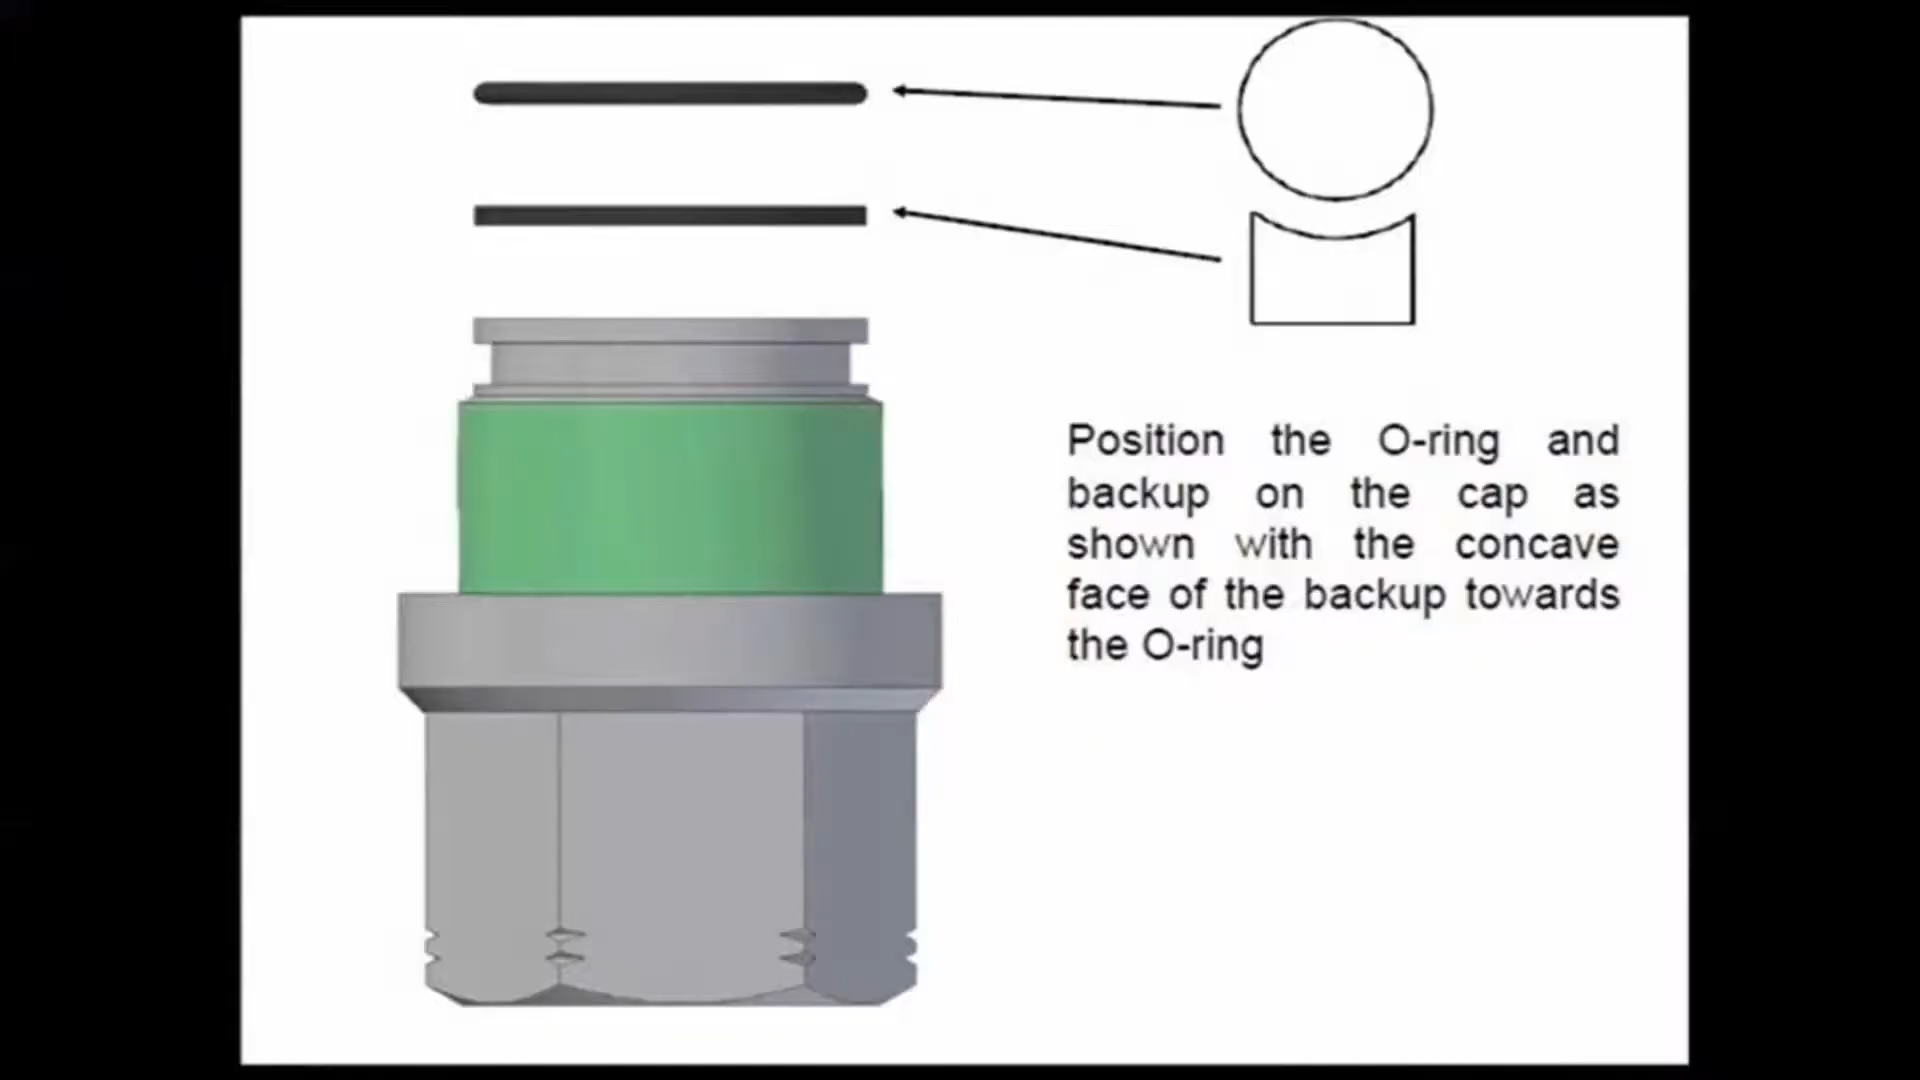 Position the O-ring and
backup on the cap as
shown with the concave
face of the backup towards
the O-ring